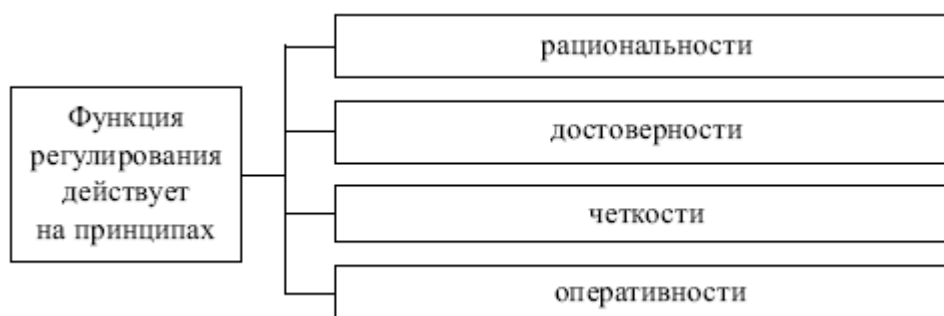 Функция
регулирования
действует
на принципах
рациональности
достоверности
четкости
оперативности